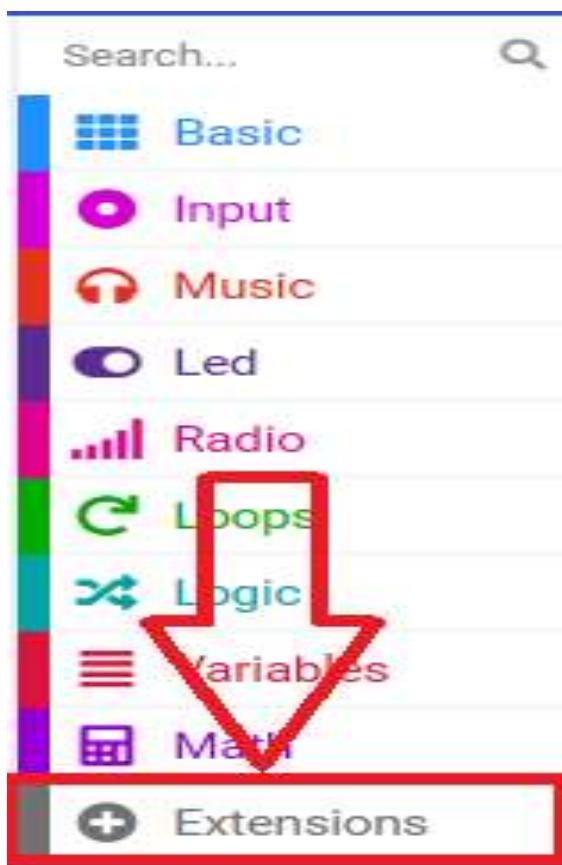 Search...
Basic
Input
Music
Led
Radio
Loops
Logic
Variables
Math
Extensions